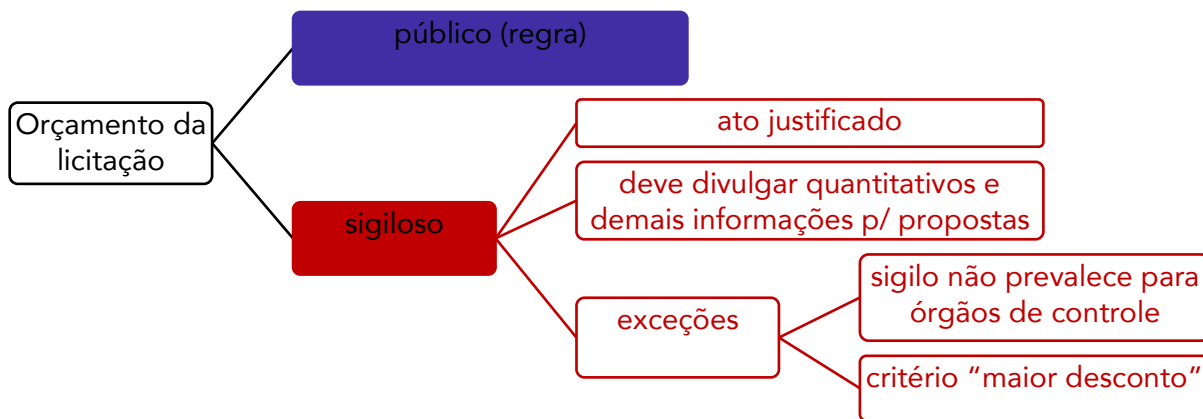 público (regra)
Orçamento da
licitação
ato justificado
deve divulgar quantitativos e
demais informações p/ propostas
sigiloso
sigilo não prevalece para
órgãos de controle
exceções
critério “maior desconto”